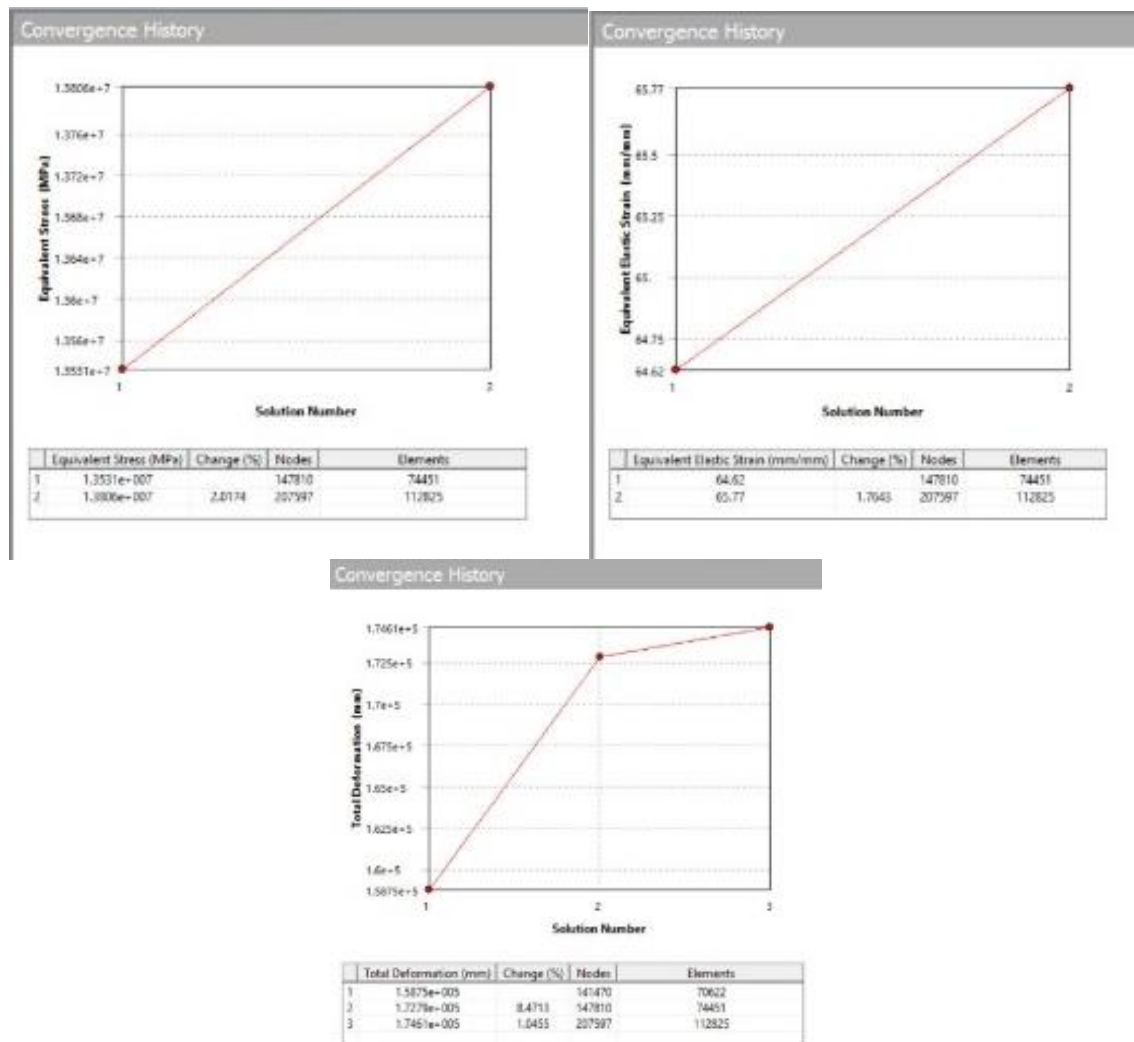 Convergence History
1.3806e+7
1.376e+7
1.372e+7
1.368e+7
1.364e+7
1.36e+7
1.356e+7
1.3531e+7
Equivalent Stress (MPa)
1 2
Solution Number
Equivalent Stress (MPa) Change (%) Nodes Elements
1 1.3531e+007 147810 74451
2 1.3806e+007 2.0174 207597 112825
Convergence History
65.77
65.5
65.25
65.
64.75
64.62
Equivalent Elastic Strain (mm/mm)
1 2
Solution Number
Equivalent Elastic Strain (mm/mm) Change (%) Nodes Elements
1 64.62 147810 74451
2 65.77 1.7643 207597 112825
Convergence History
1.7461e+5
1.725e+5
1.7e+5
1.675e+5
1.65e+5
1.625e+5
1.6e+5
1.5875e+5
Total Deformation (mm)
1 2 3
Solution Number
Total Deformation (mm) Change (%) Nodes Elements
1 1.5875e+005 141470 70622
2 8.4713 147810 74451
3 1.7461e+005 1.0455 207597 112825